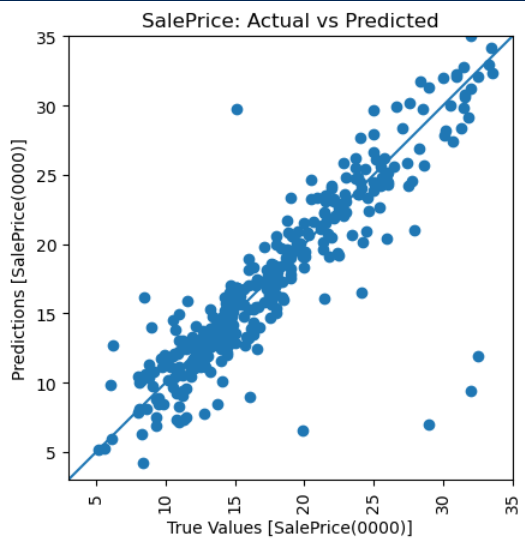 SalePrice: Actual vs Predicted
Predictions [SalePrice(0000)]
35
30
25
20
15
10
5
5 10 15 20 25 30 35
True Values [SalePrice(0000)]